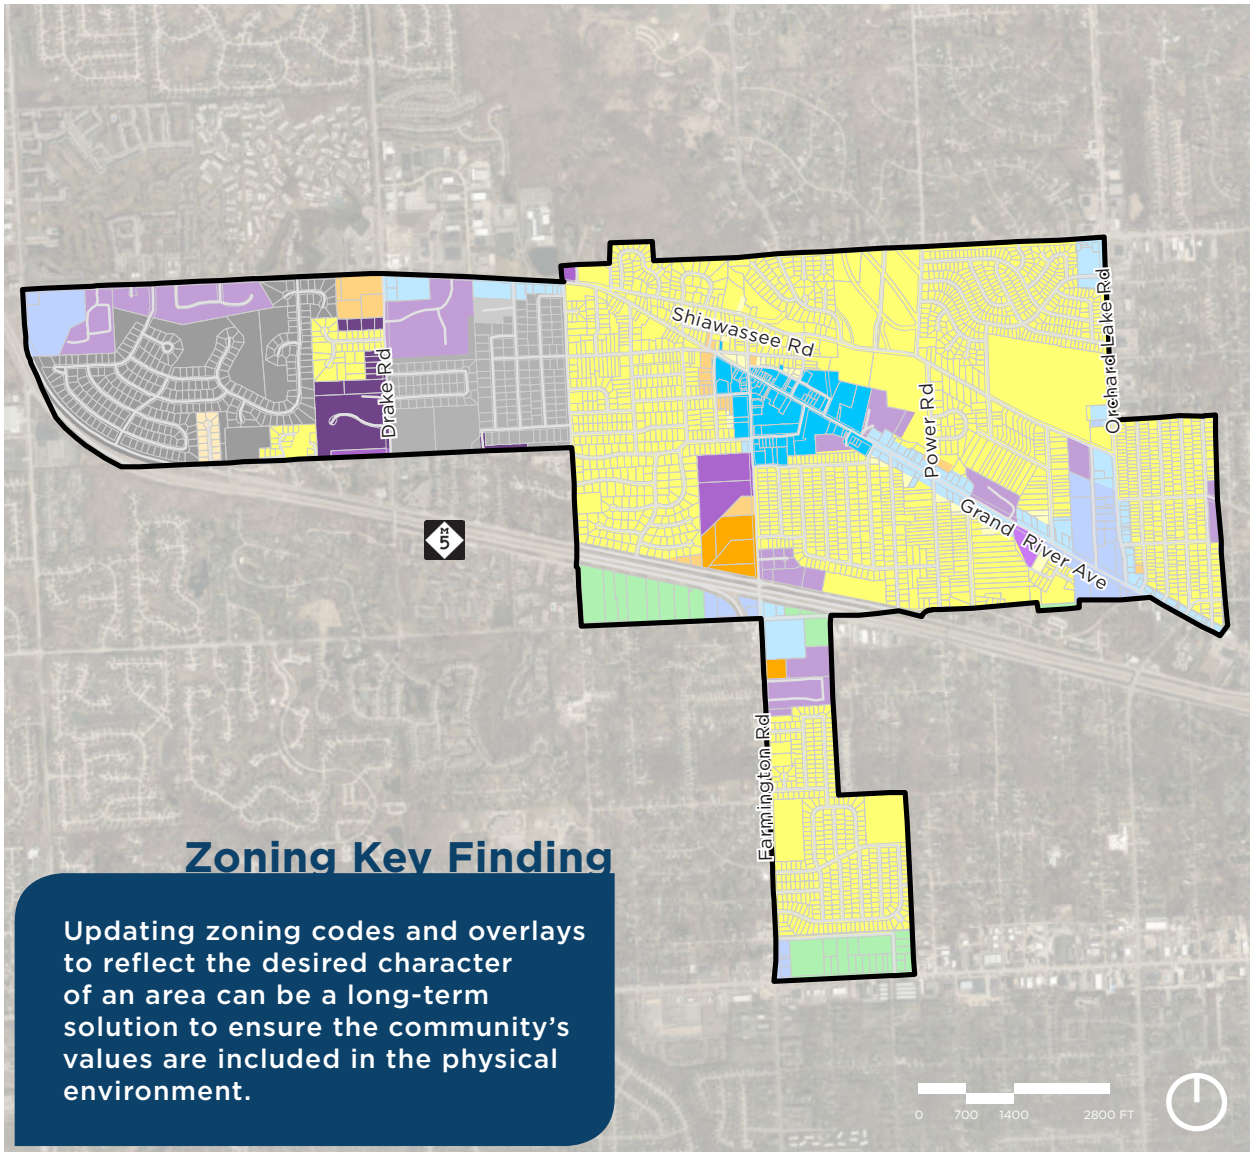 Shiawassee Rd
Orchard Lake Rd
Drake Rd
Power Rd
Grand River Ave
M
5
Farmington Rd
Zoning Key Finding
Updating zoning codes and overlays
to reflect the desired character
of an area can be a long-term
solution to ensure the community’s
values are included in the physical
environment.
0 700 1400 2800 FT